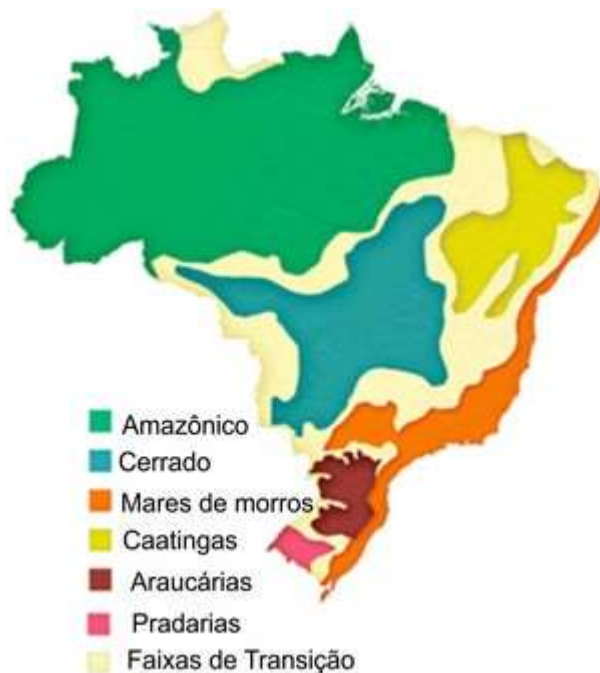 Amazônico
Cerrado
Mares de morros
Caatingas
Araucárias
Pradarias
Faixas de Transição